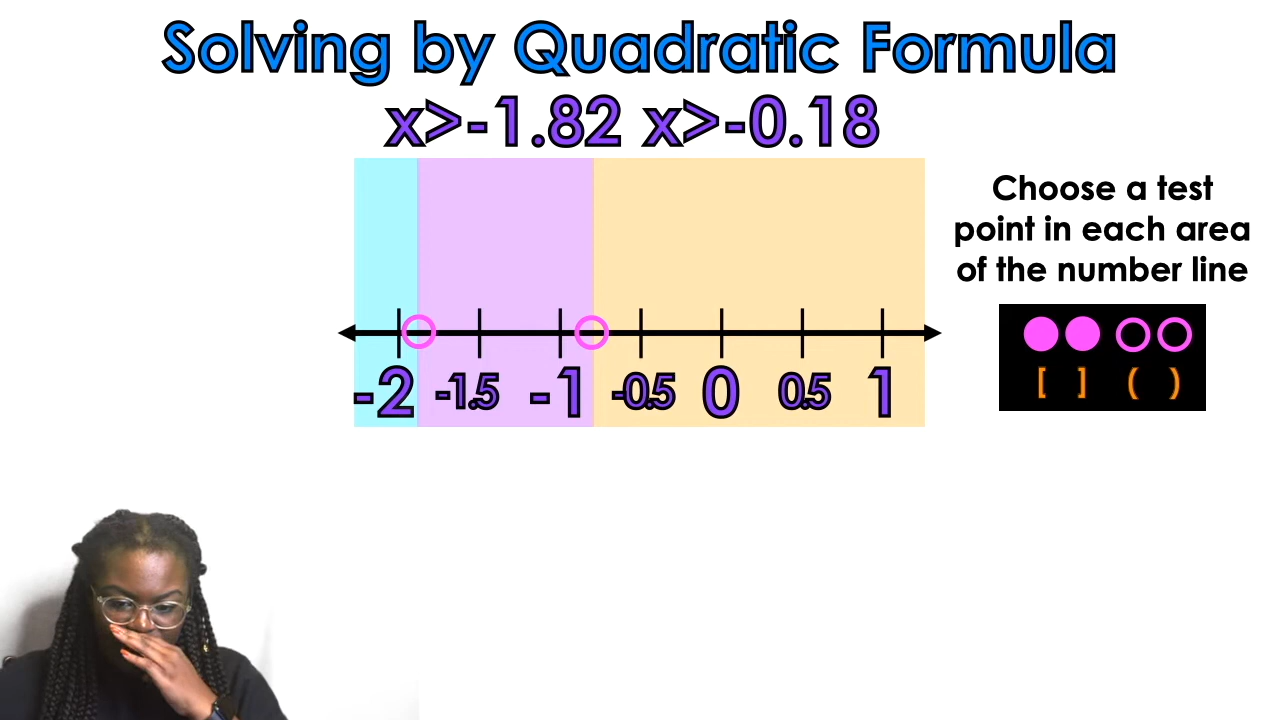 Solving by Quadratic Formula
x>-1.82 x>-0.18
Choose a test
point in each area
of the number line
[ ] ( )
-2 -1.5 -1 -0.5 0 0.5 1